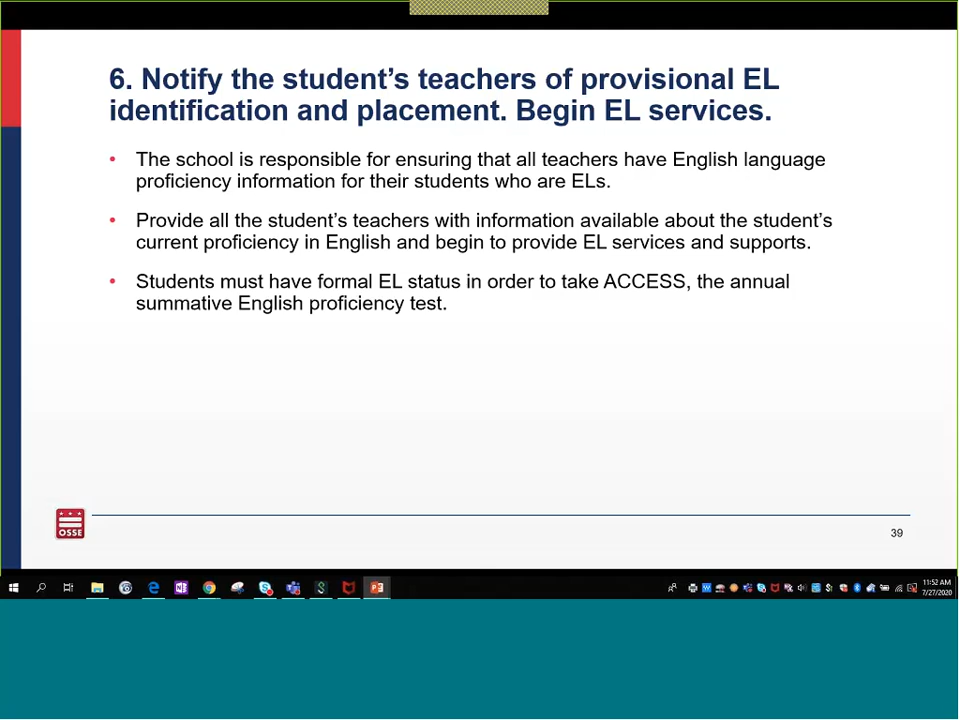 6. Notify the student's teachers of provisional EL
identification and placement. Begin EL services.
• The school is responsible for ensuring that all teachers have English language
proficiency information for their students who are ELs.
• Provide all the student's teachers with information available about the student's
current proficiency in English and begin to provide EL services and supports.
• Students must have formal EL status in order to take ACCESS, the annual
summative English proficiency test.
OSSE
39
11:52 AM
7/27/2020